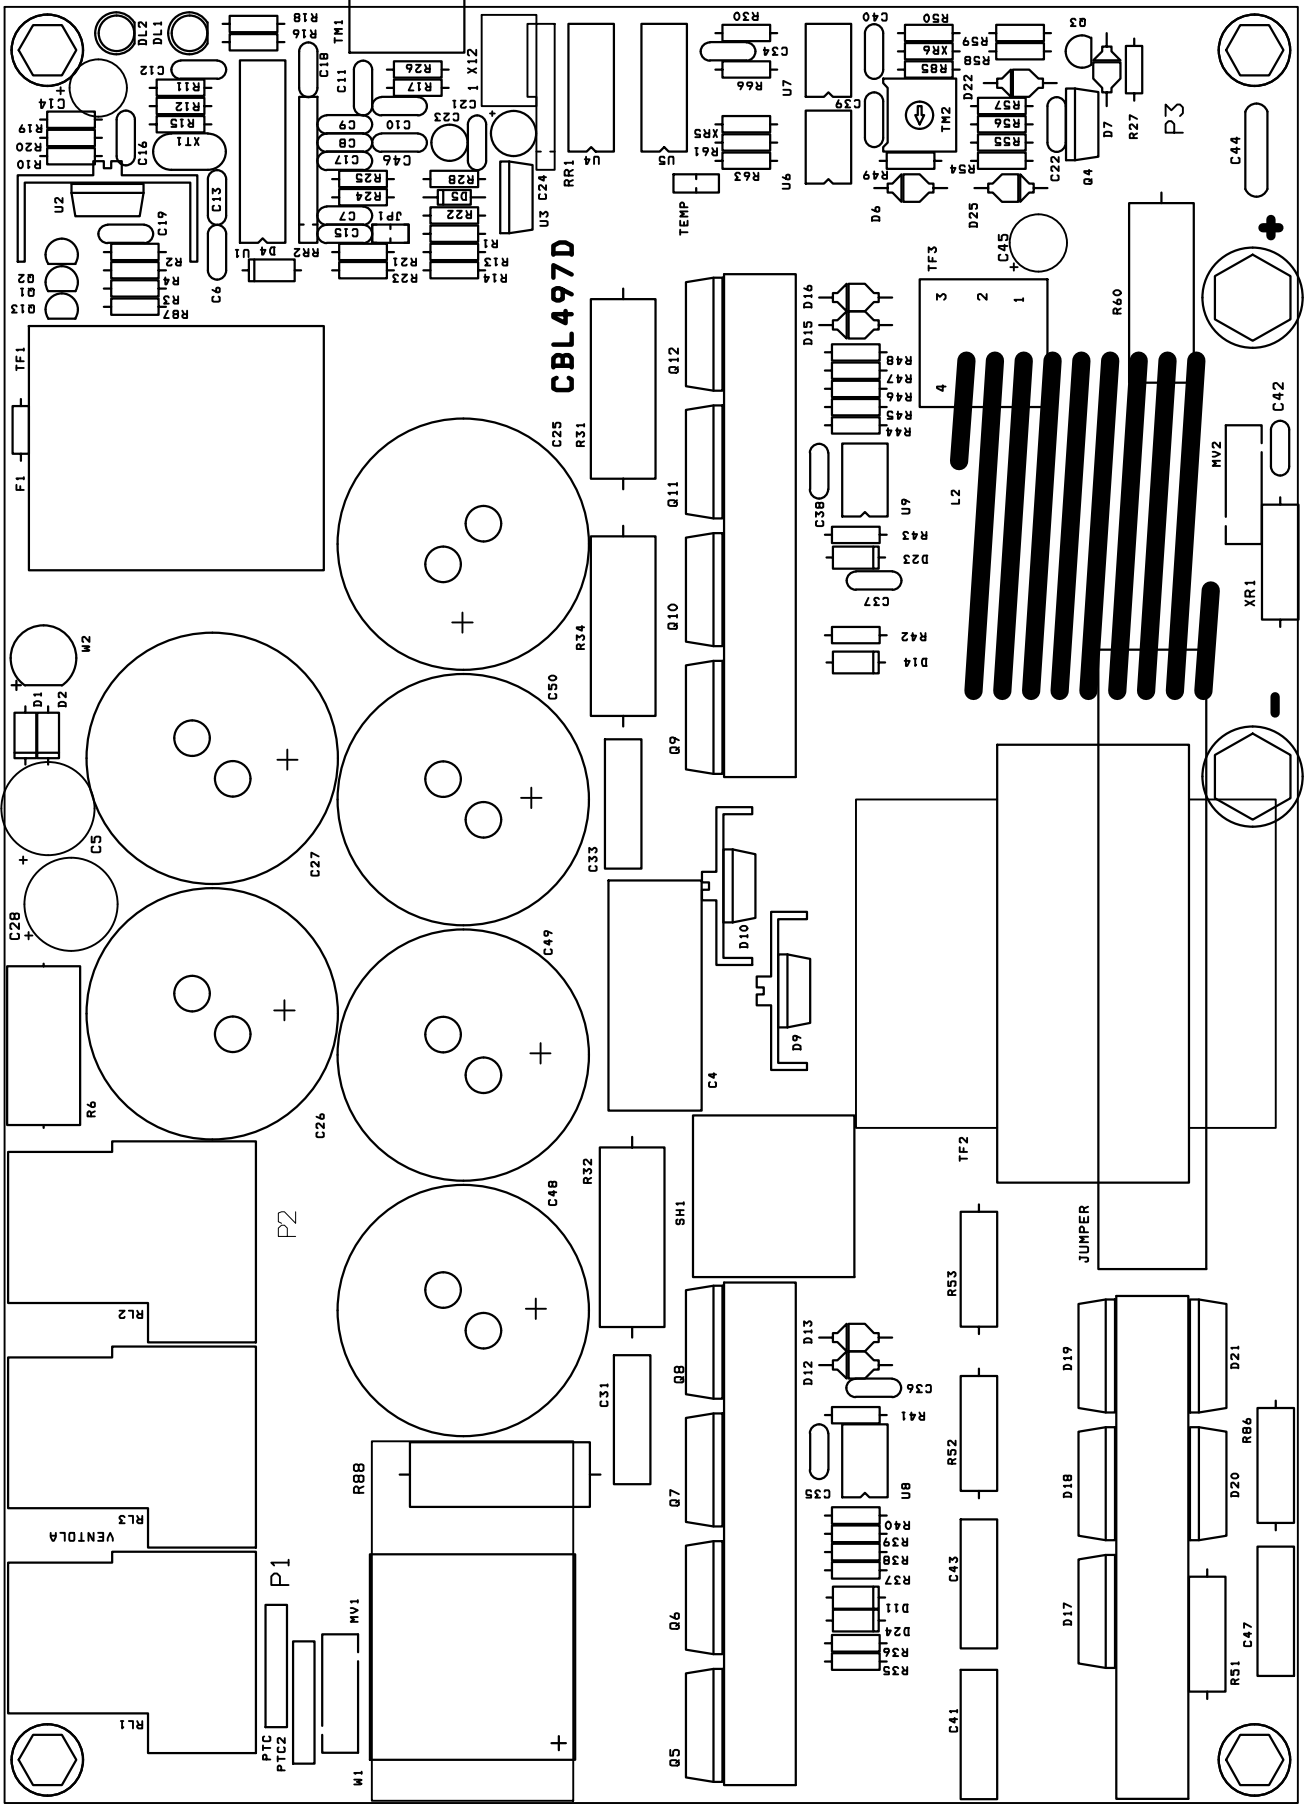 DL2
DL1
R18
R16
TM1
X12
1
R30
C34
R66
C40
R50
XR6
R85
R59
R58
Q3
C12
C18
C11
R26
R17
U7
D22
D7
R27
P3
+
C14
R11
R12
R15
R19
R20
R10
C16
XT1
C9
C8
C17
C10
C46
C21
C23
+
RR1
U4
U5
XR5
R61
R63
U6
C39
TM2
R57
R56
R55
R54
C22
Q4
C44
U2
C13
R25
R24
R28
D5
R22
C24
U3
TEMP
R49
D6
D25
C19
C7
C15
JP1
R2
R4
R3
R87
Q2
Q1
Q13
C6
U1
D4
RR2
R21
R23
R1
R13
R14
CBL497D
C45
+
TF3
3
2
1
4
R60
+
TF1
F1
Q12
D16
D15
R48
R47
R46
R45
R44
C25
R31
Q11
C38
U9
L2
MV2
C42
R43
D23
C37
XR1
+
R34
Q10
R42
D14
W2
+
D1
D2
C50
Q9
-
+
+
C5
+
C27
C33
C28
+
D10
C49
+
+
D9
R6
C4
C26
TF2
P2
R32
C48
SH1
JUMPER
RL2
+
R53
Q8
D13
D12
C36
D19
D21
C31
R41
R88
R52
R86
Q7
C35
U8
D18
D20
RL3
VENTOLA
R40
R39
R38
R37
P1
C43
MV1
Q6
D11
D24
R36
R35
D17
C47
R51
RL1
PTC
PTC2
W1
+
Q5
C41